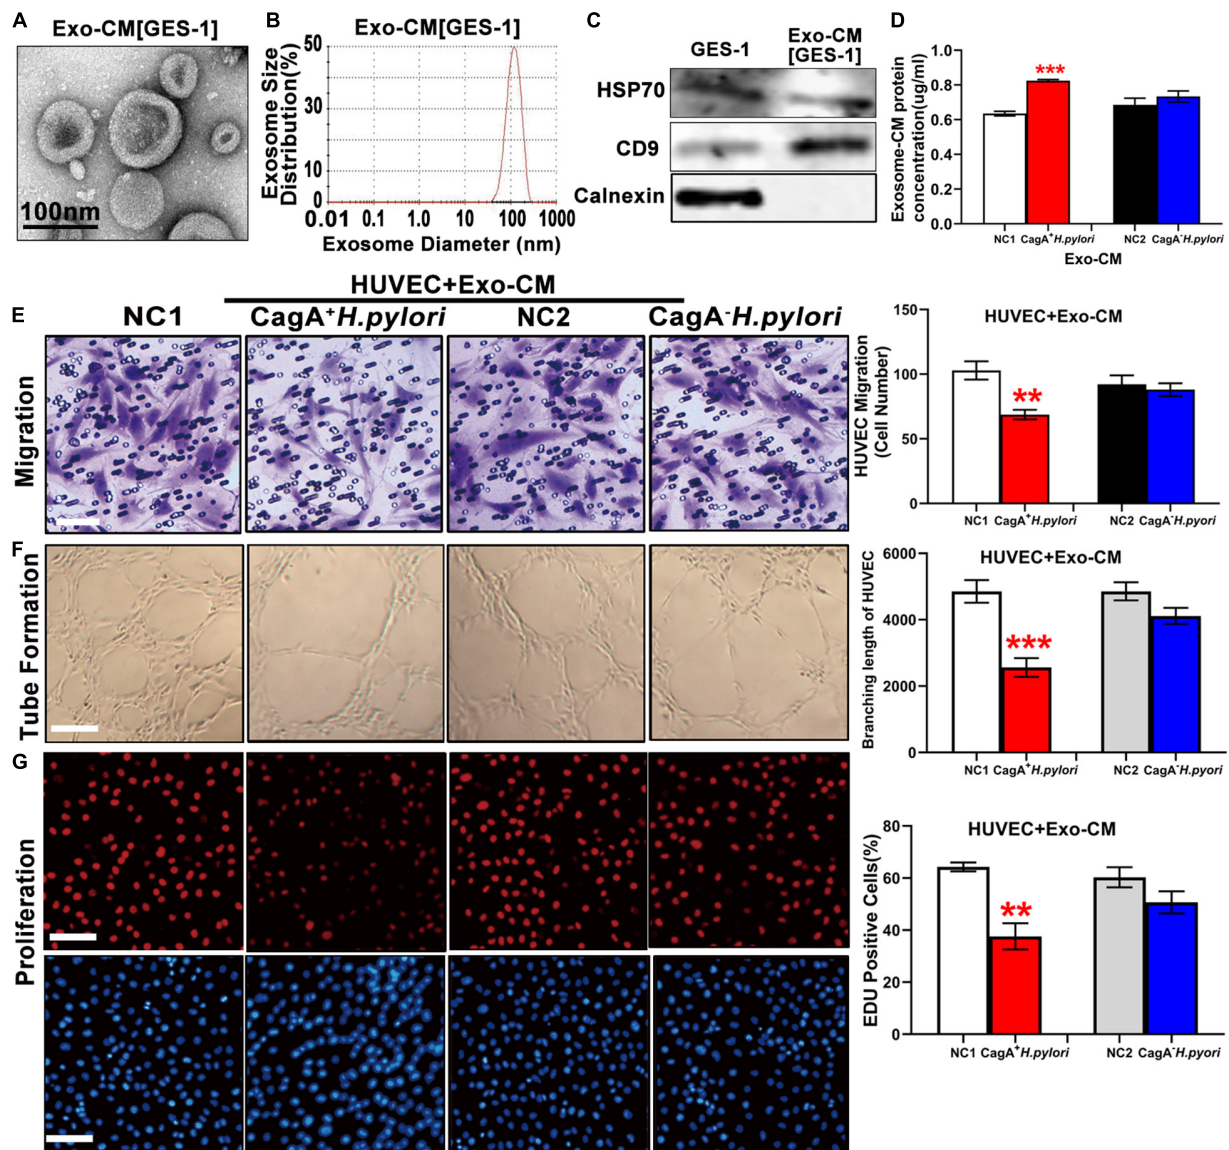 A
Exo-CM[GES-1]
100nm
B
Exo-CM[GES-1]
Exosome Size
Distribution(%)
50
30
20
10
0
0.01 0.1 1.0 10 100 1000
Exosome Diameter (nm)
C
GES-1
Exo-CM
[GES-1]
HSP70
CD9
Calnexin
D
Exosome-CM protein
concentration(ug/ml)
1.0
0.8
0.6
0.4
0.2
0.0
***
NC1 CagA+H.pylori NC2 CagA-H.pylori
Exo-CM
HUVEC+Exo-CM
E
NC1 CagA+H.pylori NC2 CagA-H.pylori
Migration
HUVEC+Exo-CM
HUVEC Migration
(Cell Number)
150
100
50
0
**
NC1 CagA+H.pylori NC2 CagA-H.pyori
F
Tube Formation
HUVEC+Exo-CM
Branching length of HUVEC
6000
4000
2000
0
***
NC1 CagA+H.pylori NC2 CagA-H.pyori
G
Proliferation
HUVEC+Exo-CM
EDU Positive Cells(%)
80
60
40
20
0
**
NC1 CagA+H.pylori NC2 CagA-H.pyori